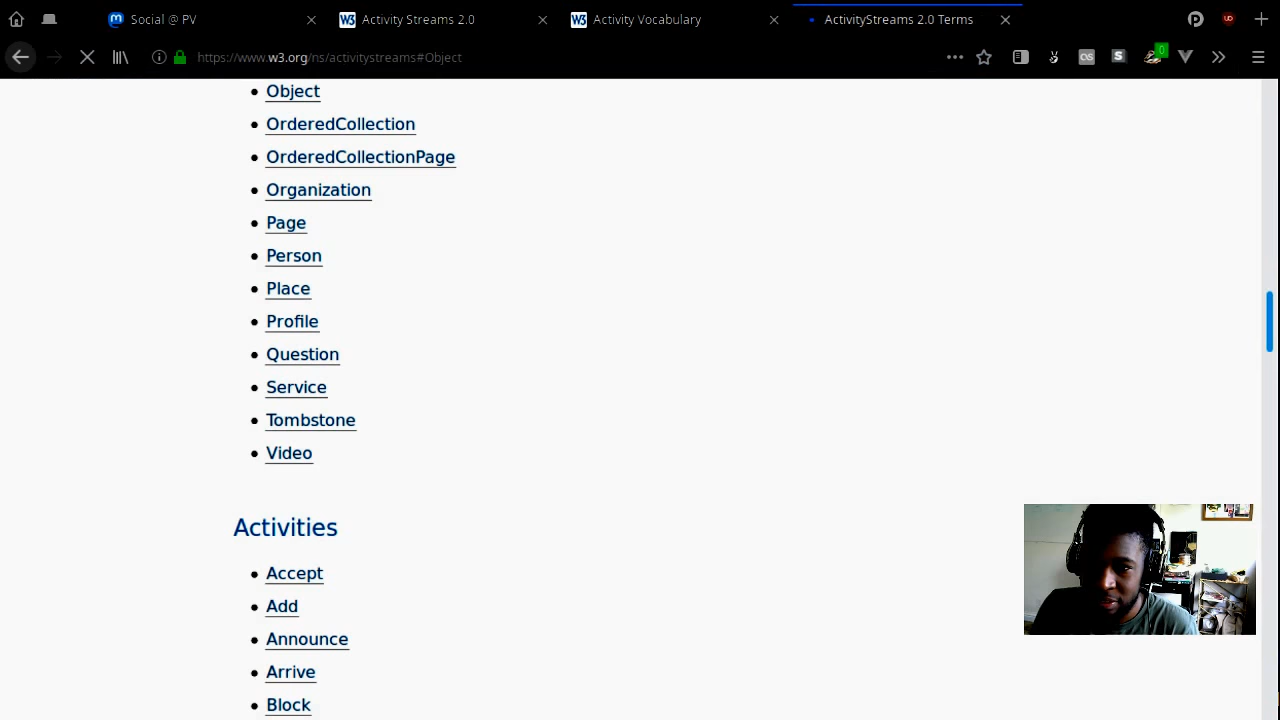 Social @ PV
Activity Streams 2.0
Activity Vocabulary
ActivityStreams 2.0 Terms
https://www.w3.org/ns/activitystreams#Object
0
Object
OrderedCollection
OrderedCollectionPage
Organization
Page
Person
Place
Profile
Question
Service
Tombstone
Video
Activities
Accept
Add
Announce
Arrive
Block